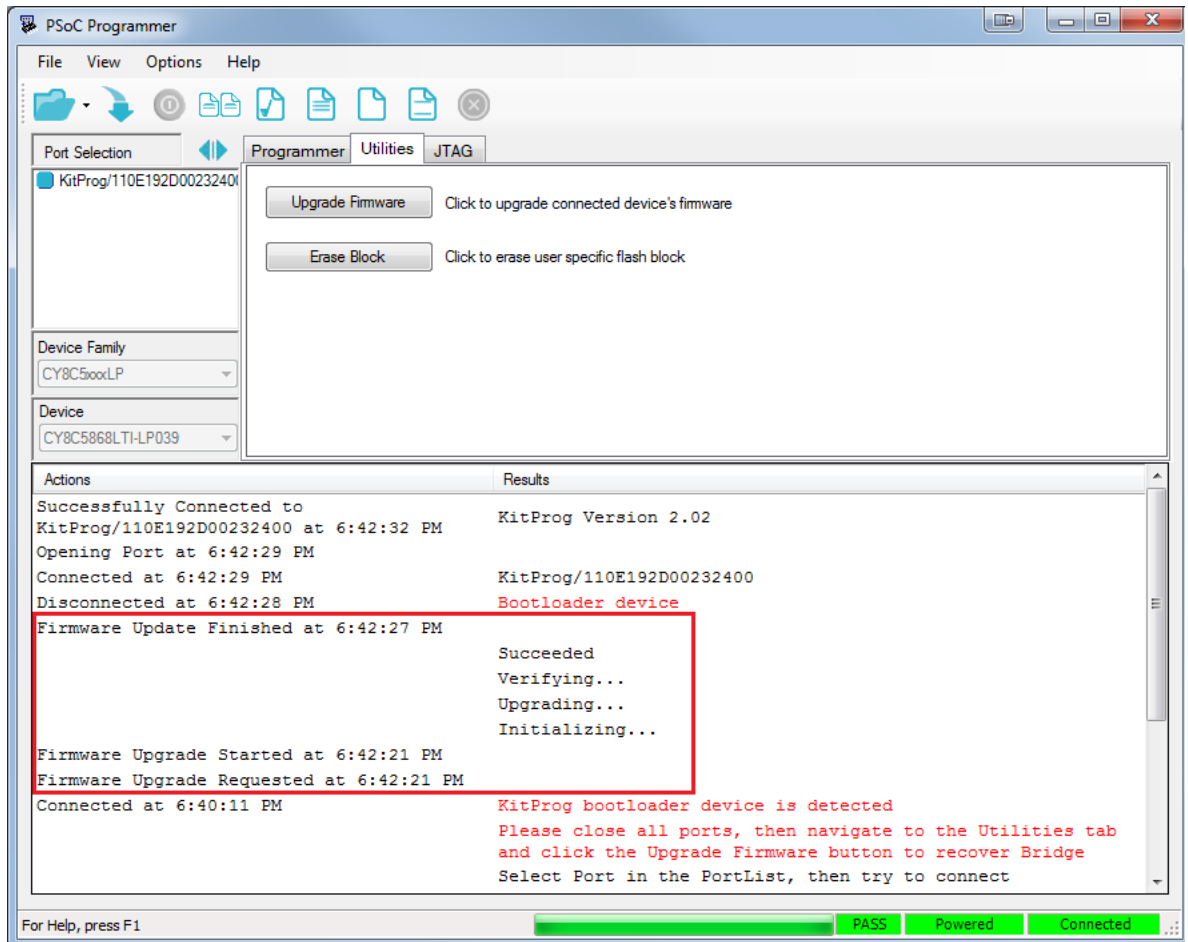 PSoC Programmer
File View Options Help
Port Selection
Programmer Utilities JTAG
KitProg/110E192D00232400
Upgrade Firmware Click to upgrade connected device's firmware
Erase Block Click to erase user specific flash block
Device Family
CY8C5xxxLP
Device
CY8C5868LTI-LP039
Actions Results
Successfully Connected to
KitProg/110E192D00232400 at 6:42:32 PM KitProg Version 2.02
Opening Port at 6:42:29 PM
Connected at 6:42:29 PM KitProg/110E192D00232400
Disconnected at 6:42:28 PM Bootloader device
Firmware Update Finished at 6:42:27 PM
Succeeded
Verifying...
Upgrading...
Initializing...
Firmware Upgrade Started at 6:42:21 PM
Firmware Upgrade Requested at 6:42:21 PM
Connected at 6:40:11 PM KitProg bootloader device is detected
Please close all ports, then navigate to the Utilities tab
and click the Upgrade Firmware button to recover Bridge
Select Port in the PortList, then try to connect
For Help, press F1 PASS Powered Connected